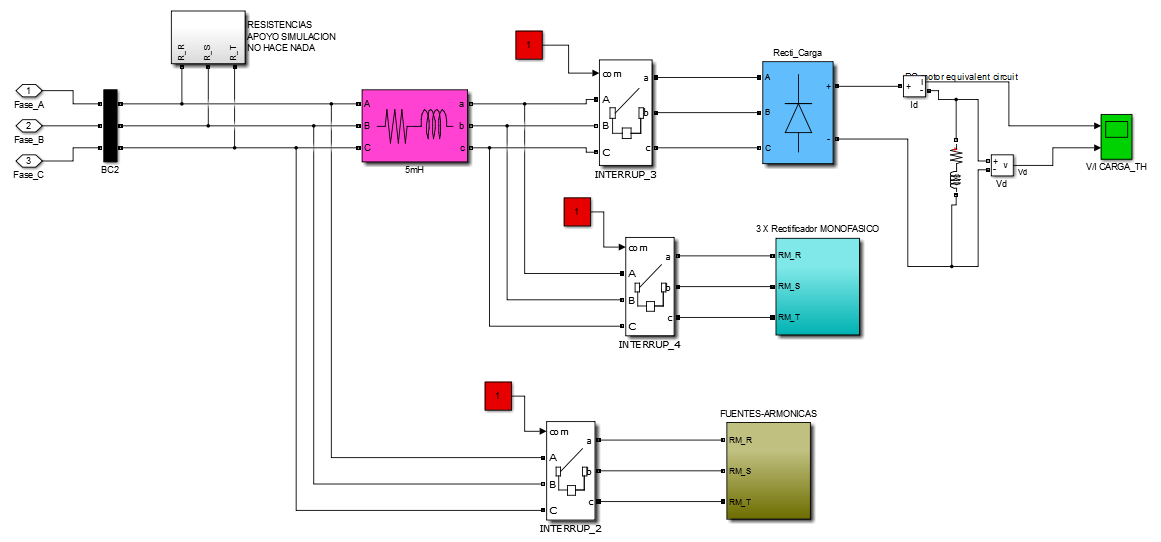 RESISTENCIAS
APOYO SIMULACION
NO HACE NADA
R_R
R_S
R_T
1
Fase_A
2
Fase_B
3
Fase_C
BC2
A
B
C
a
b
c
5mH
1
com
A
B
C
a
b
c
INTERRUP_3
Recti_Carga
A
B
C
+
-
motor equivalent circuit
+
I
-
Id
+
-
v
Vd
Vd
V/I CARGA_TH
1
com
A
B
C
a
b
c
INTERRUP_4
3 X Rectificador MONOFASICO
RM_R
RM_S
RM_T
1
com
A
B
C
a
b
c
INTERRUP_2
FUENTES-ARMONICAS
RM_R
RM_S
RM_T